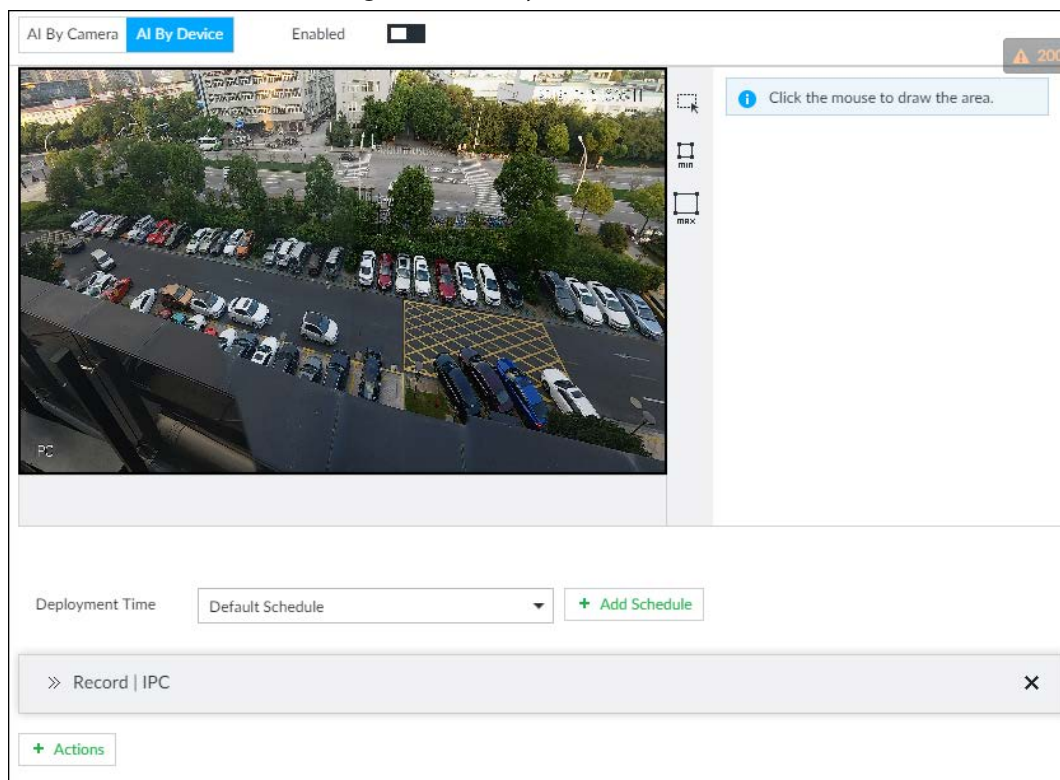 AI By Camera AI By Device Enabled
200
Click the mouse to draw the area.
min
max
PC
Deployment Time Default Schedule + Add Schedule
Record | IPC
+ Actions